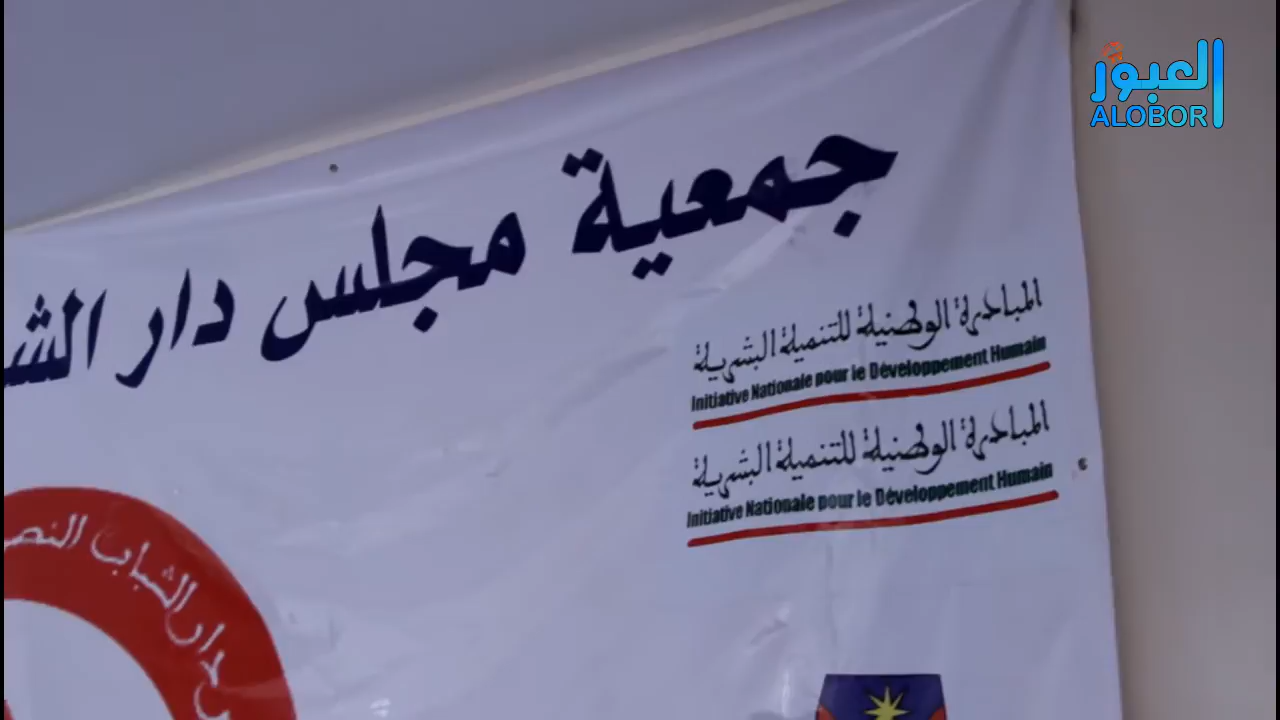 العبور
ALOBOR
جمعية مجلس دار
المبادرة الوطنية للتنمية البشرية
Initiative Nationale pour le Développement Humain
المبادرة الوطنية للتنمية البشرية
Initiative Nationale pour le Développement Humain
دار الشباب